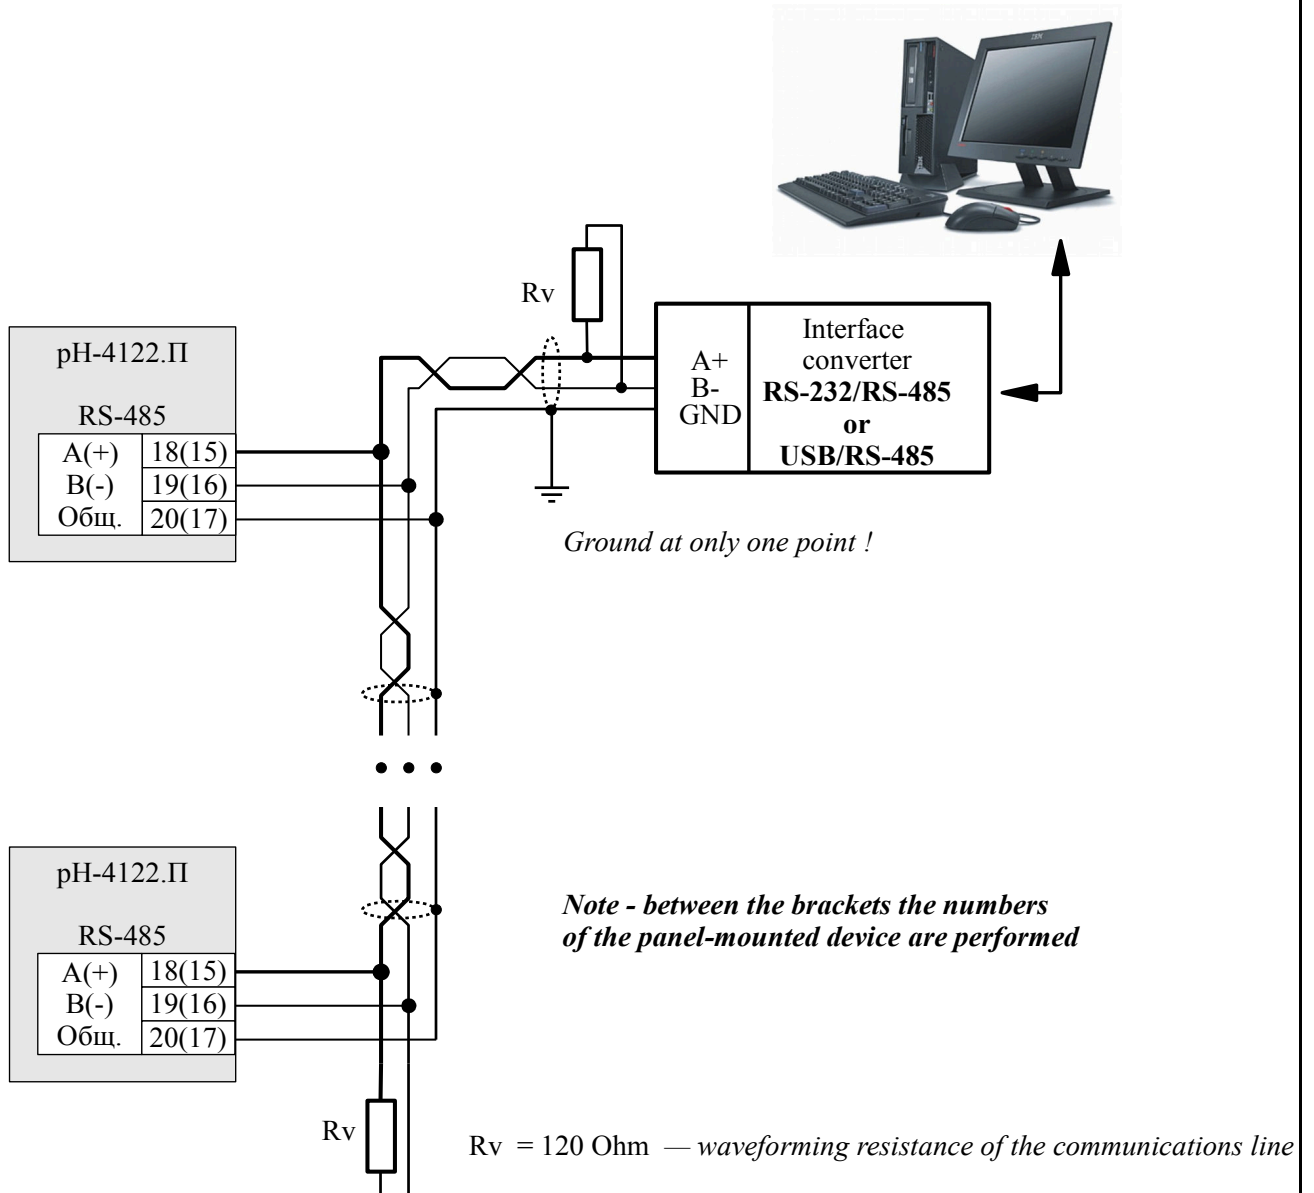 IBM
Rv
рН-4122.П
RS-485
A(+) 18(15)
B(-) 19(16)
Общ. 20(17)
A+
B-
GND
Interface
converter
RS-232/RS-485
or
USB/RS-485
Ground at only one point !
рН-4122.П
RS-485
A(+) 18(15)
B(-) 19(16)
Общ. 20(17)
Note - between the brackets the numbers
of the panel-mounted device are performed
Rv
Rv = 120 Ohm — waveforming resistance of the communications line